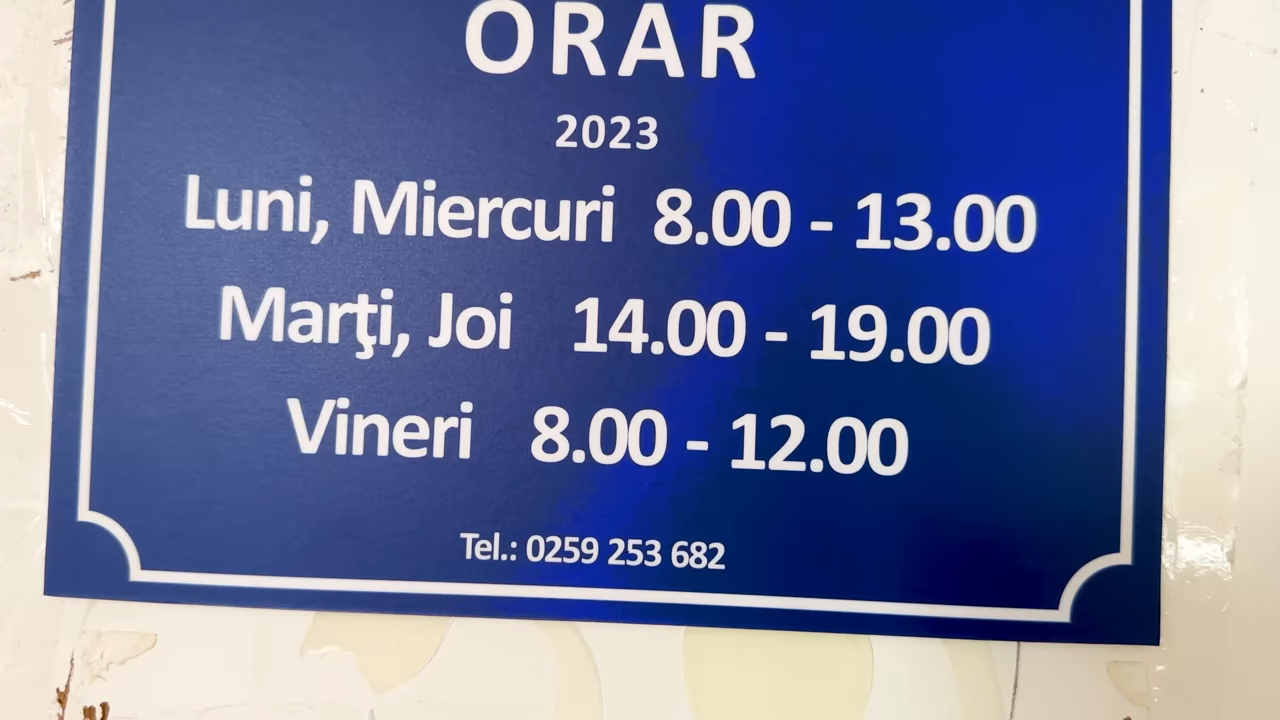 ORAR
2023
Luni, Miercuri 8.00 - 13.00
Marţi, Joi 14.00 - 19.00
Vineri 8.00 - 12.00
Tel.: 0259 253 682